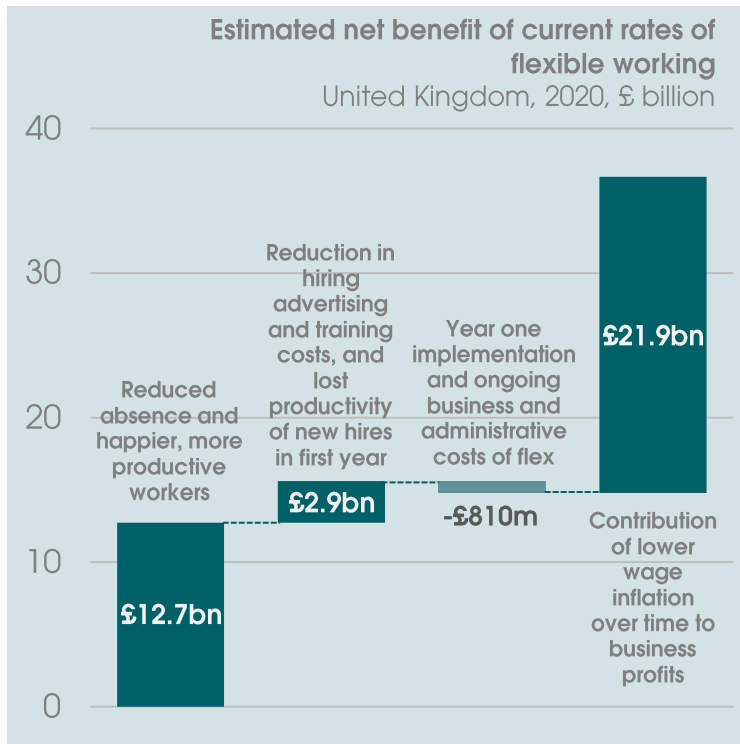 Estimated net benefit of current rates of
flexible working
United Kingdom, 2020, £ billion
40
30
20
10
0
Reduced
absence and
happier, more
productive
workers
£12.7bn
Reduction in
hiring
advertising
and training
costs, and
lost
productivity
of new hires
in first year
£2.9bn
Year one
implementation
and ongoing
business and
administrative
costs of flex
-£810m
£21.9bn
Contribution
of lower
wage
inflation
over time to
business
profits